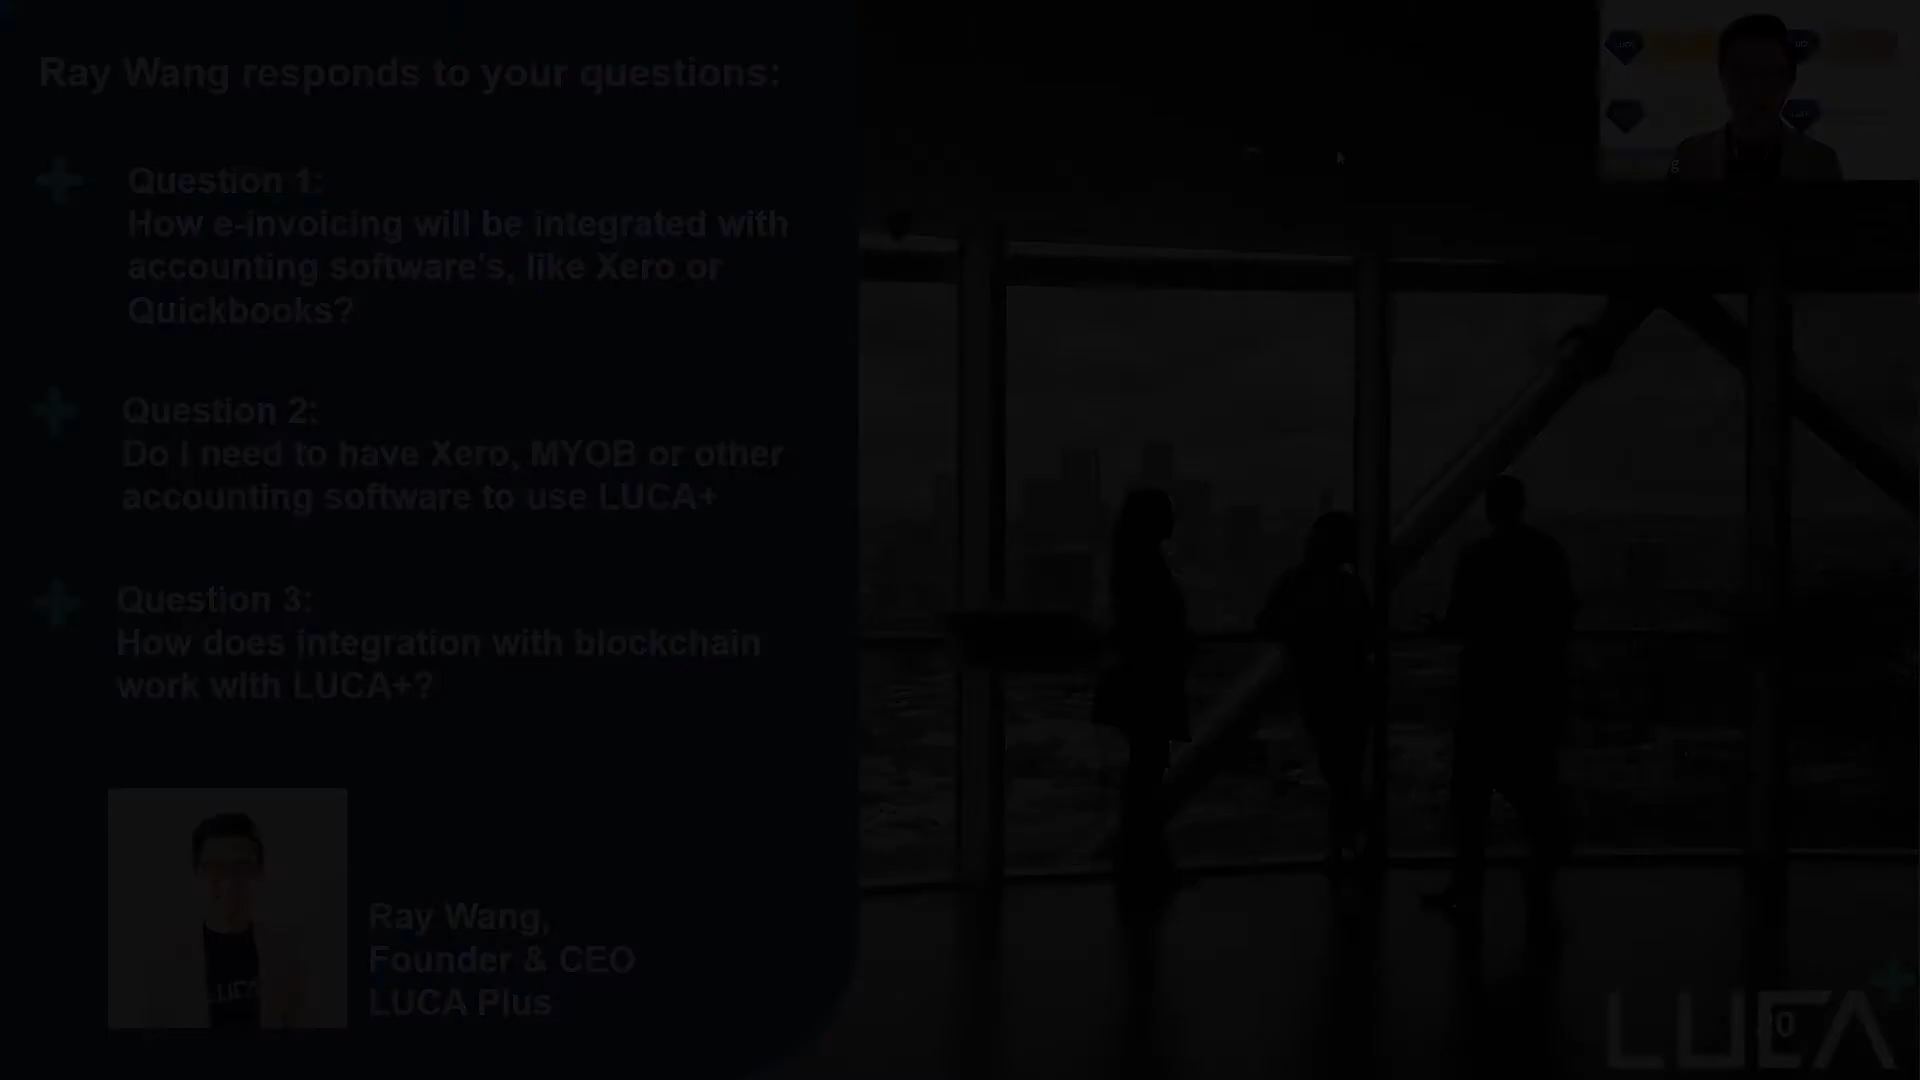 Ray Wang responds to your questions:
Question 1:
How e-invoicing will be integrated with
accounting software's, like Xero or
Quickbooks?
Question 2:
Do I need to have Xero, MYOB or other
accounting software to use LUCA+
Question 3:
How does integration with blockchain
work with LUCA+?
LUCA
Ray Wang,
Founder & CEO
LUCA Plus
LUCA